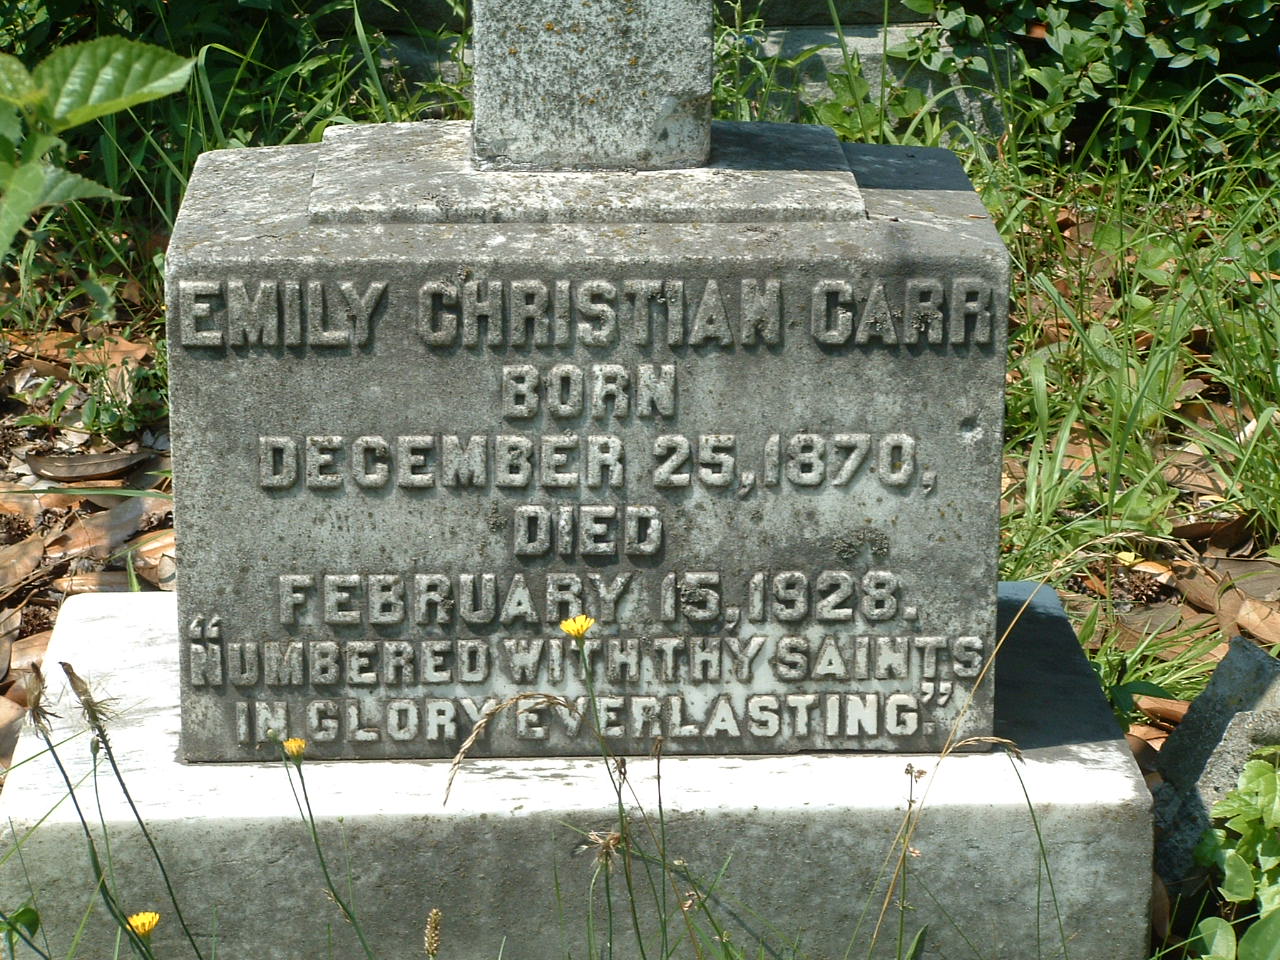 EMILY CHRISTIAN CARR
BORN
DECEMBER 25, 1870,
DIED
FEBRUARY 15, 1928.
“NUMBERED WITH THY SAINTS
IN GLORY EVERLASTING.”